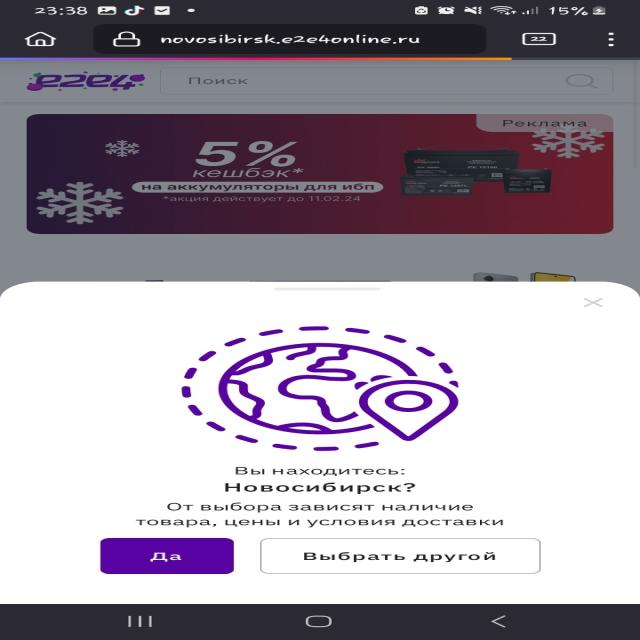 23:38
15%
novosibirsk.e2e4online.ru
22
e2e4
Поиск
Реклама
5%
кешбэк*
на аккумуляторы для ибп
*акция действует до 11.02.24
Вы находитесь:
Новосибирск?
От выбора зависят наличие
товара, цены и условия доставки
Да
Выбрать другой